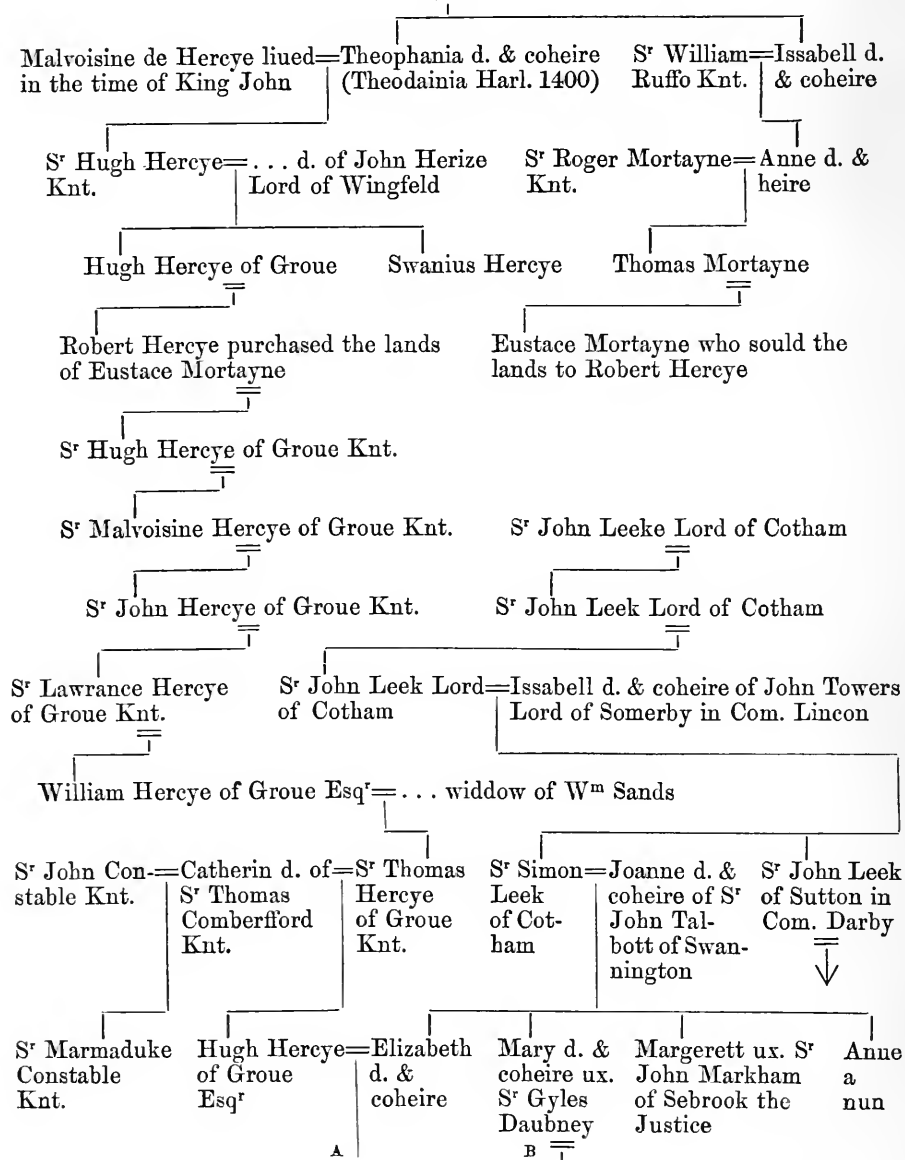 Malvoisine de Hercye liued=Theophania d. & coheire
in the time of King John (Theodainia Harl. 1400)
Sʳ William=Issabell d.
Ruffo Knt. & coheire
Sʳ Hugh Hercye=... d. of John Herize
Knt. Lord of Wingfeld
Sʳ Roger Mortayne=Anne d. &
Knt. heire
Hugh Hercye of Groue Swanius Hercye Thomas Mortayne
Robert Hercye purchased the lands
of Eustace Mortayne
Eustace Mortayne who sould the
lands to Robert Hercye
Sʳ Hugh Hercye of Groue Knt.
Sʳ Malvoisine Hercye of Groue Knt. Sʳ John Leeke Lord of Cotham
Sʳ John Hercye of Groue Knt. Sʳ John Leek Lord of Cotham
Sʳ Lawrance Hercye
of Groue Knt.
Sʳ John Leek Lord=Issabell d. & coheire of John Towers
of Cotham Lord of Somerby in Com. Lincon
William Hercye of Groue Esqʳ=... widdow of Wᵐ Sands
Sʳ John Con-=Catherin d. of=Sʳ Thomas
stable Knt. Sʳ Thomas Hercye
Comberfford of Groue
Knt. Knt.
Sʳ Simon=Joanne d. &
Leek coheire of Sʳ
of Cot- John Tal-
ham bott of Swan-
nington
Sʳ John Leek
of Sutton in
Com. Darby
Sʳ Marmaduke
Constable
Knt.
Hugh Hercye=Elizabeth
of Groue d. &
Esqʳ coheire
Mary d. &
coheire ux.
Sʳ Gyles
Daubney
Margerett ux. Sʳ
John Markham
of Sebrook the
Justice
Anne
a
nun
A B